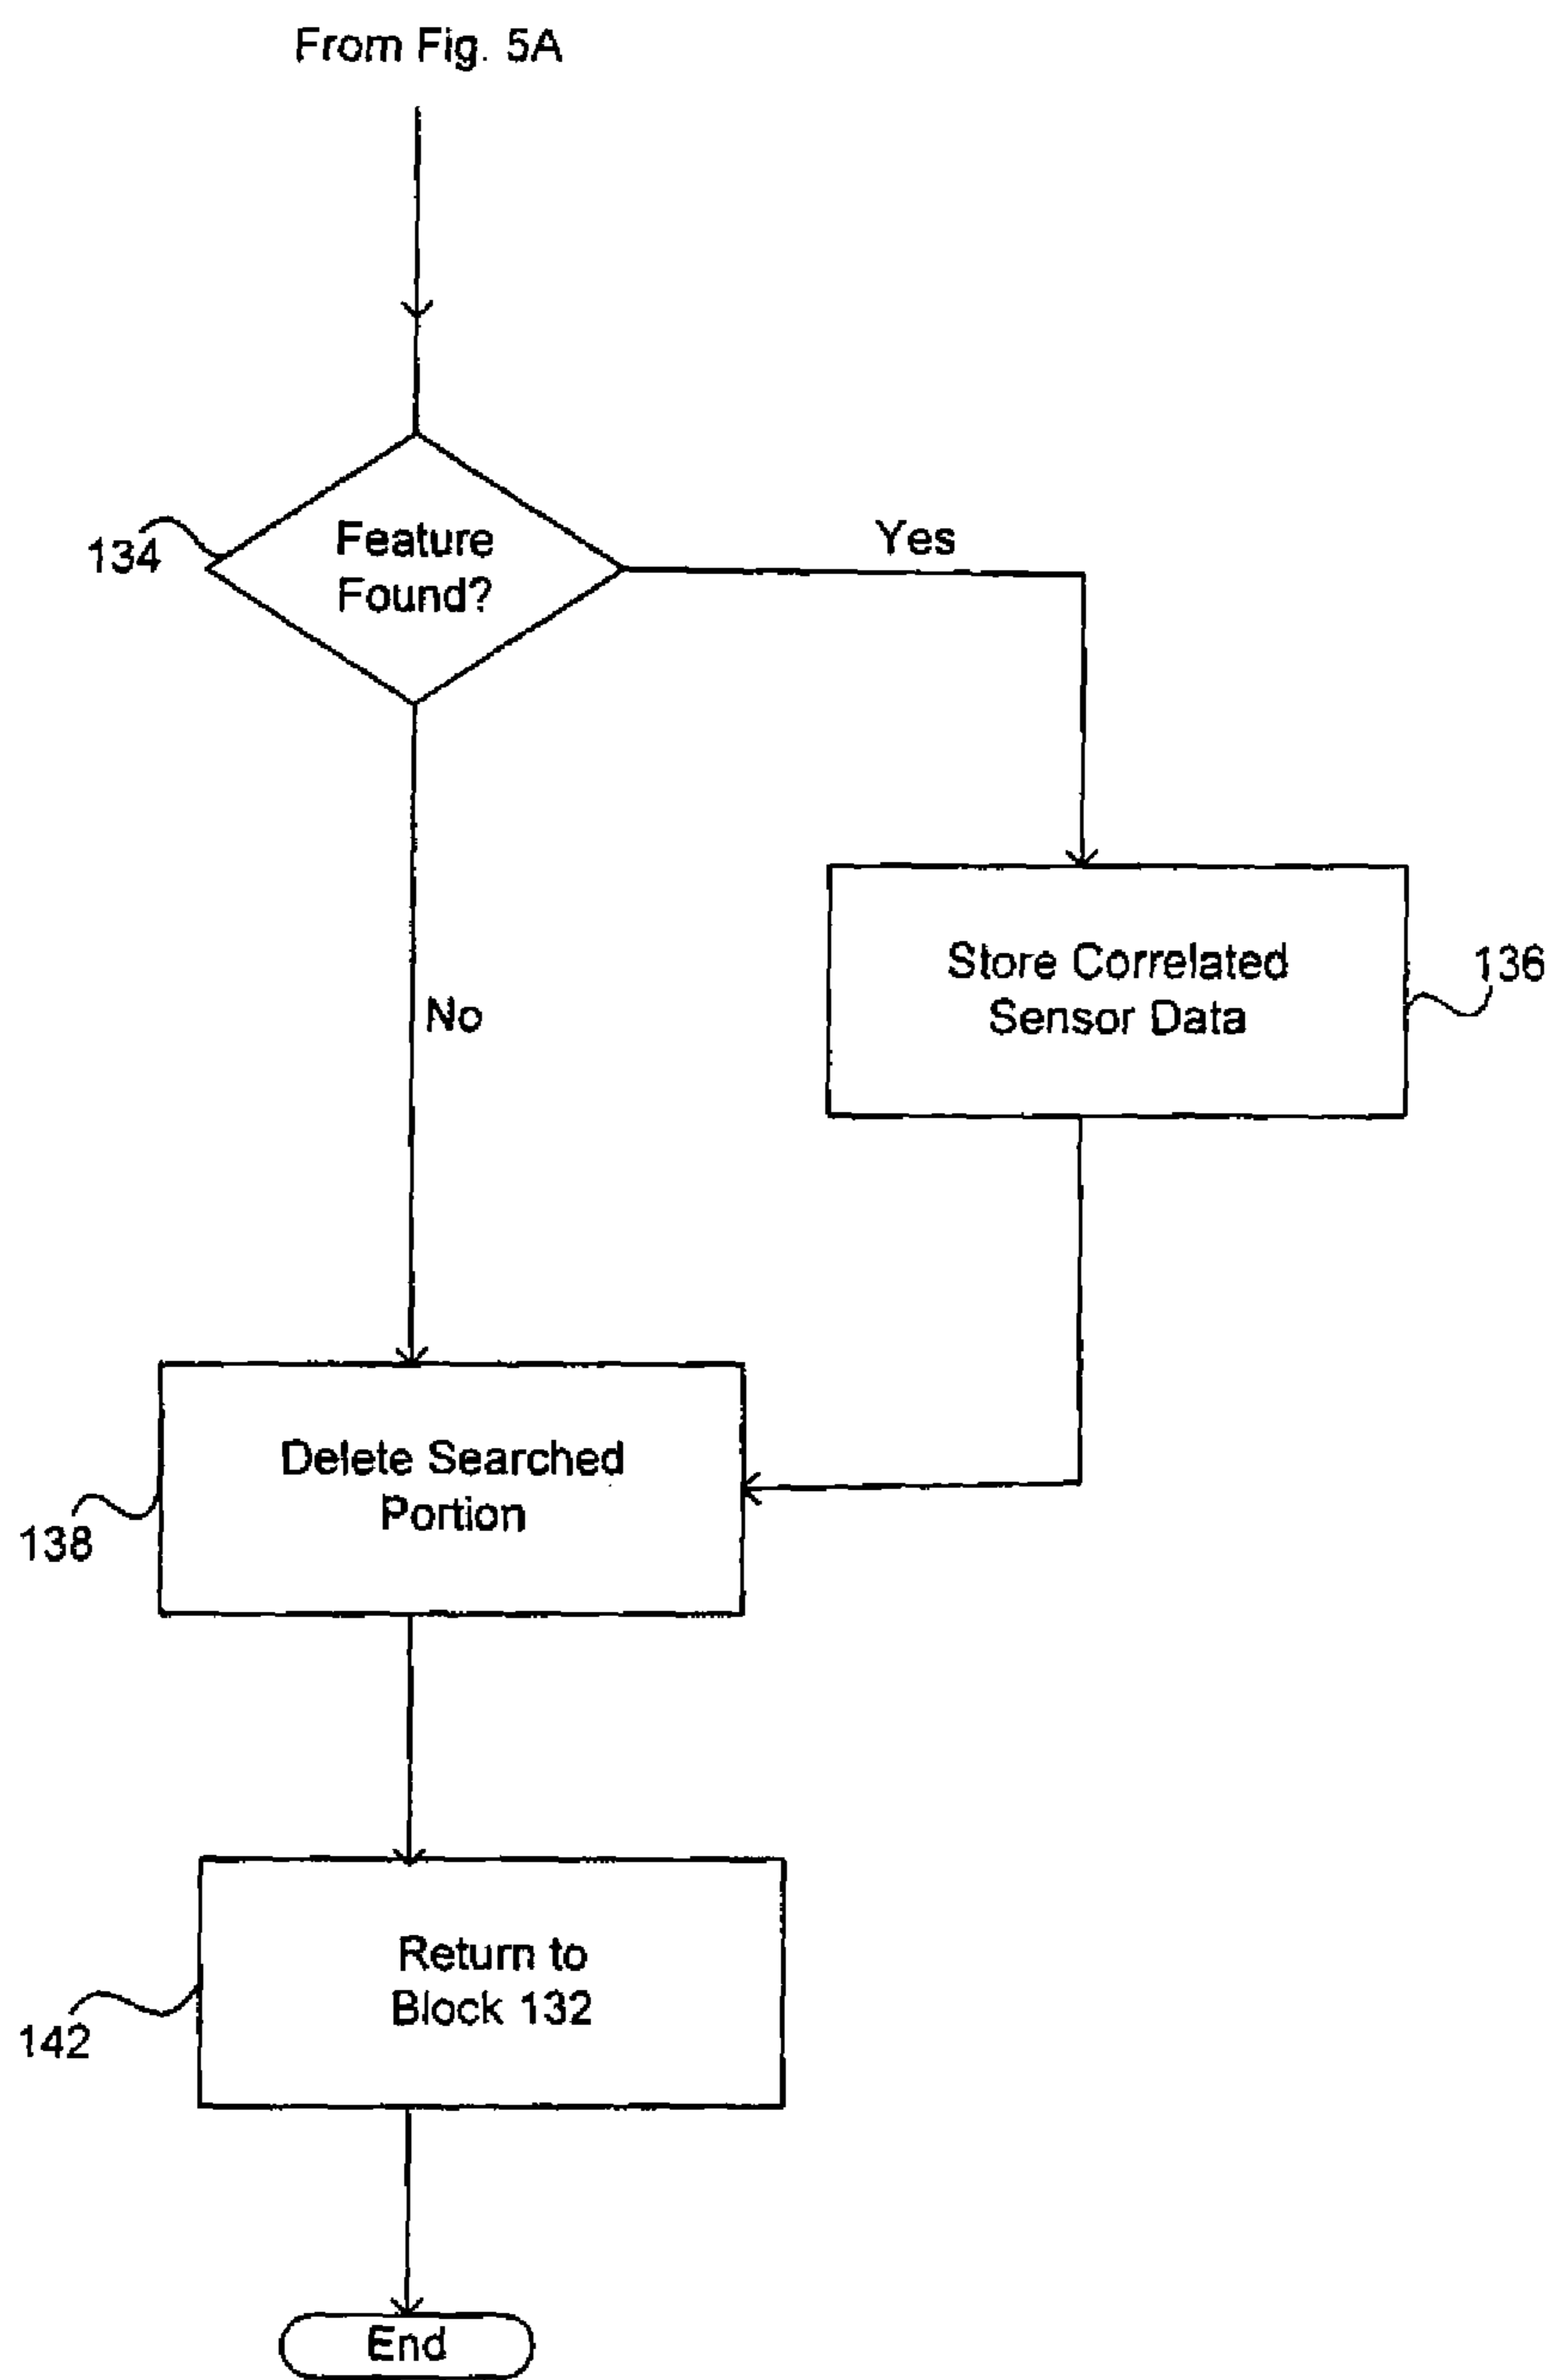 From Fig. 5A
134
Feature
Found?
Yes
No
Store Correlated
Sensor Data
136
Delete Searched
Portion
138
Return to
Block 132
142
End